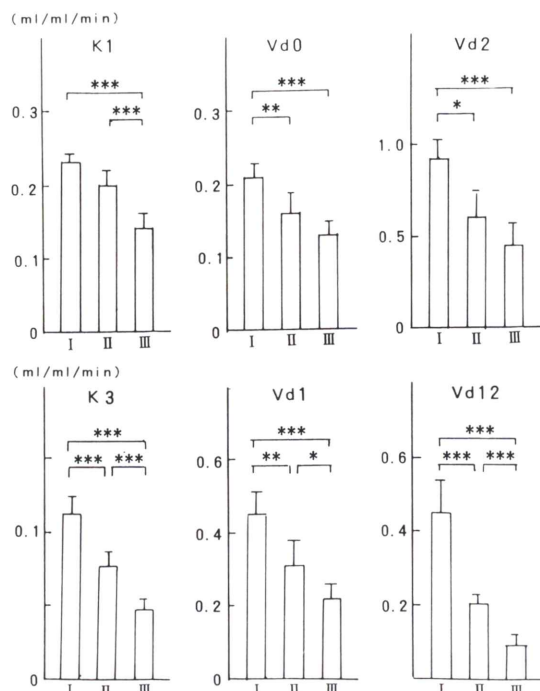 (ml/ml/min)
K1 Vd0 Vd2
*** *** ***
*** ** *
0.3 0.3 1.0
0.2 0.2 0.5
0.1 0.1
0 0 0
I II III I II III I II III
(ml/ml/min)
K3 Vd1 Vd12
*** *** ***
*** *** ** * *** ***
0.1 0.6 0.6
0.4 0.4
0.2 0.2
0 0
I II III I II III I II III